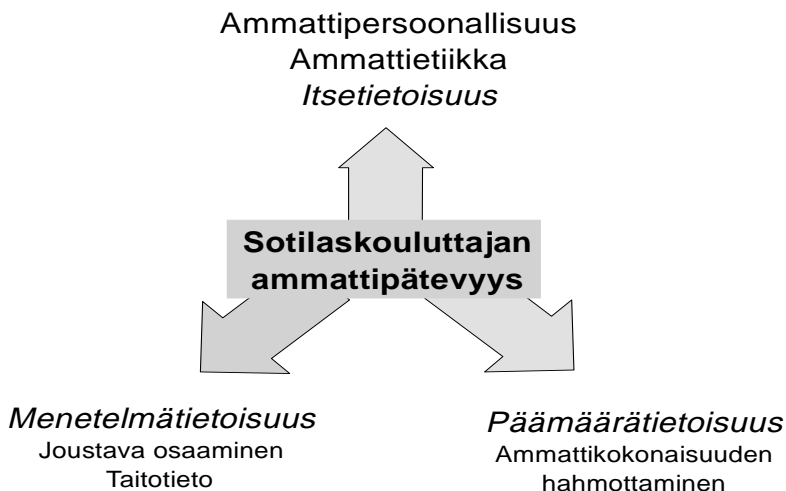 Ammattipersoonallisuus
Ammattietiikka
Itsetietoisuus
Sotilaskouluttajan
ammattipätevyys
Menetelmätietoisuus
Joustava osaaminen
Taitotieto
Päämäärätietoisuus
Ammattikokonaisuuden
hahmottaminen